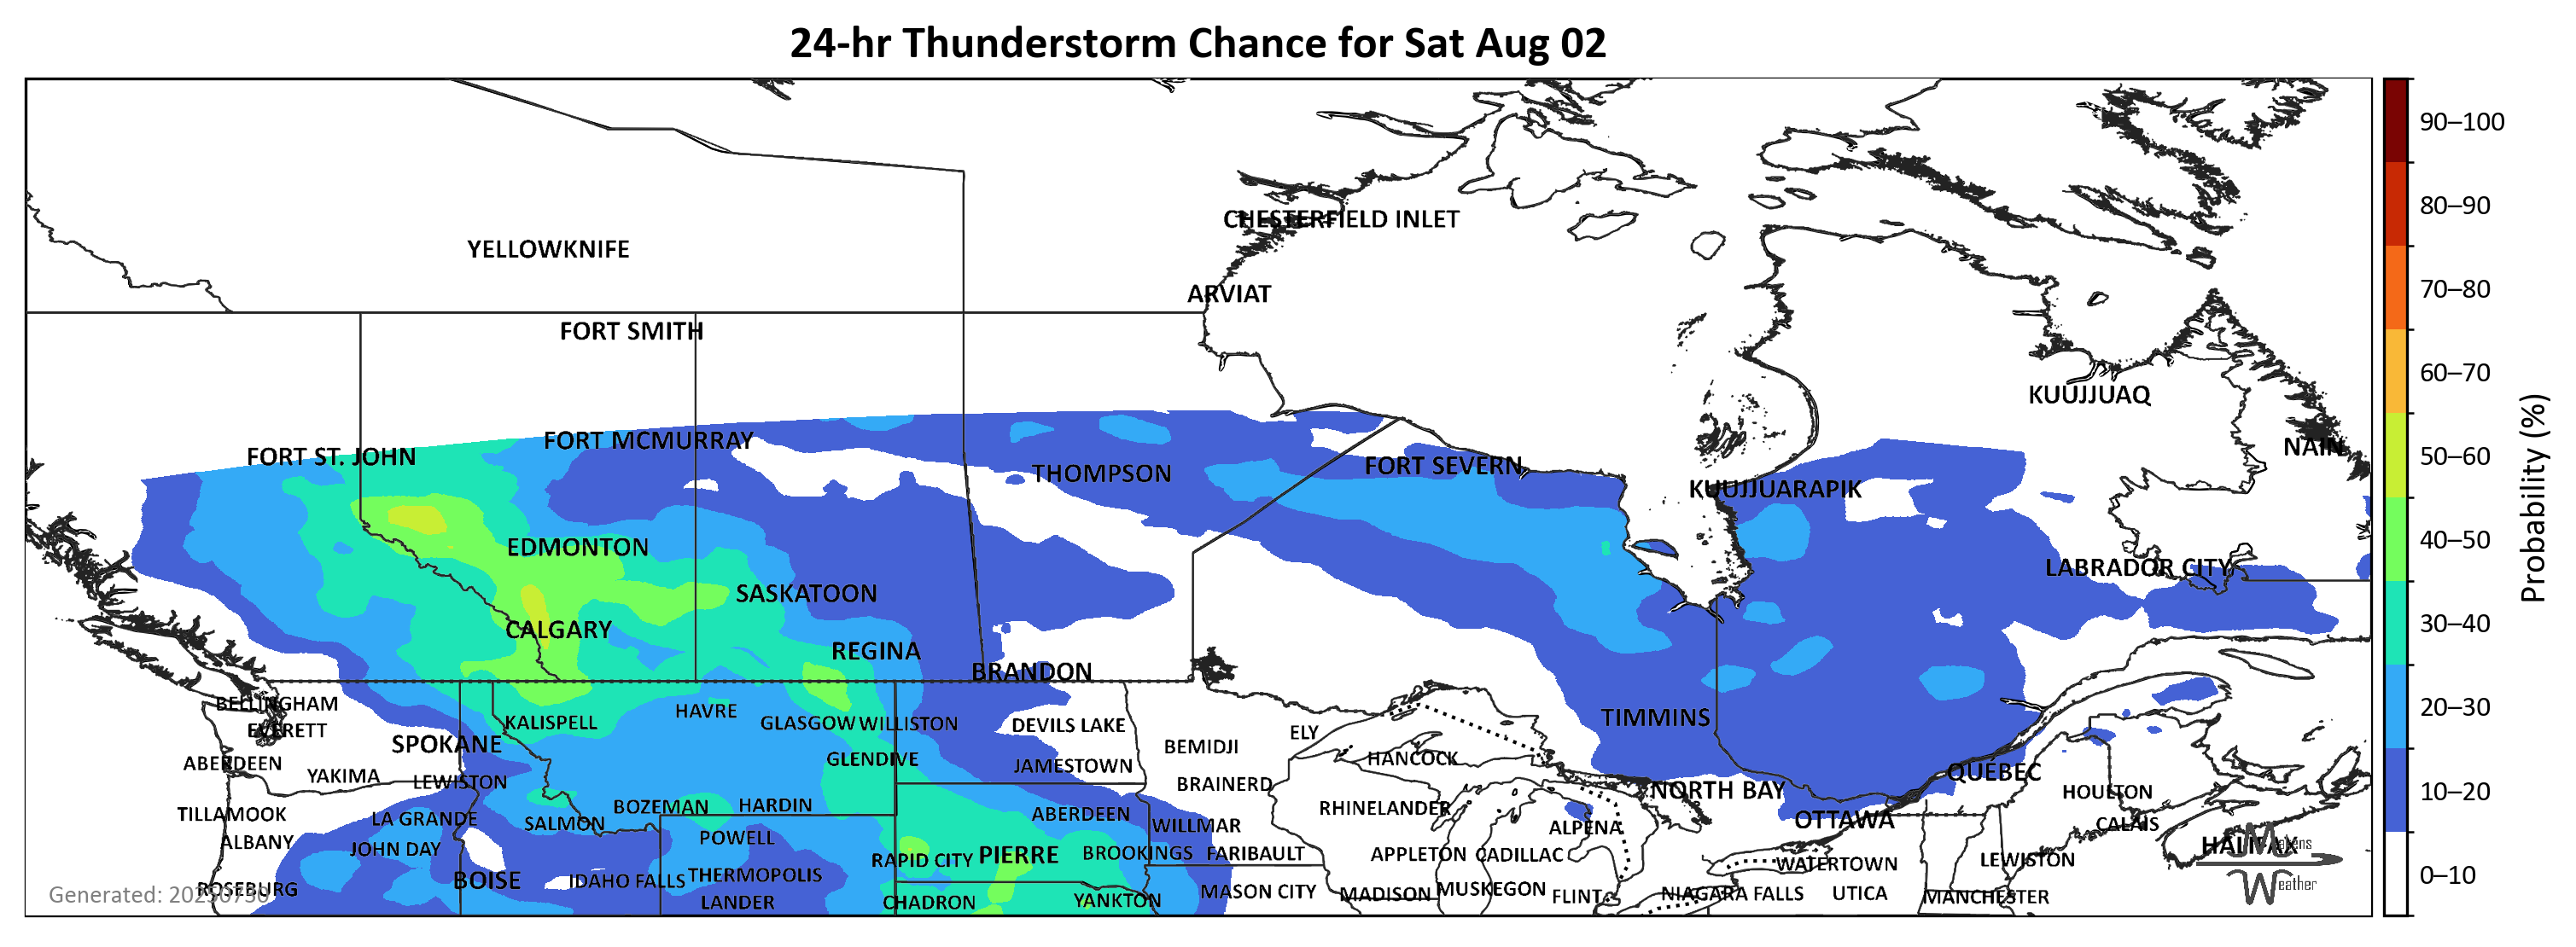 24-hr Thunderstorm Chance for Sat Aug 02
90–100
80–90
70–80
60–70
50–60
40–50
30–40
20–30
10–20
0–10
Probability (%)
CHESTERFIELD INLET
YELLOWKNIFE
ARVIAT
FORT SMITH
KUUJJUAQ
FORT MCMURRAY
NAIN
FORT ST. JOHN
FORT SEVERN
THOMPSON
KUUJJUARAPIK
EDMONTON
LABRADOR CITY
SASKATOON
CALGARY
REGINA
BRANDON
BELLINGHAM
HAVRE
TIMMINS
KALISPELL
GLASGOW
WILLISTON
DEVILS LAKE
EVERETT
ELY
SPOKANE
BEMIDJI
GLENDIVE
HANCOCK
ABERDEEN
JAMESTOWN
QUÉBEC
YAKIMA
LEWISTON
BRAINERD
NORTH BAY
HOULTON
BOZEMAN
HARDIN
RHINELANDER
TILLAMOOK
ABERDEEN
LA GRANDE
OTTAWA
SALMON
WILLMAR
CALAIS
ALPENA
POWELL
ALBANY
HALIFAX
JOHN DAY
BROOKINGS
FARIBAULT
APPLETON
CADILLAC
PIERRE
RAPID CITY
LEWISTON
WATERTOWN
THERMOPOLIS
BOISE
IDAHO FALLS
ROSEBURG
MASON CITY
MUSKEGON
MADISON
NIAGARA FALLS
UTICA
FLINT
MANCHESTER
YANKTON
LANDER
CHADRON
Generated: 20250730
Makens
Weather